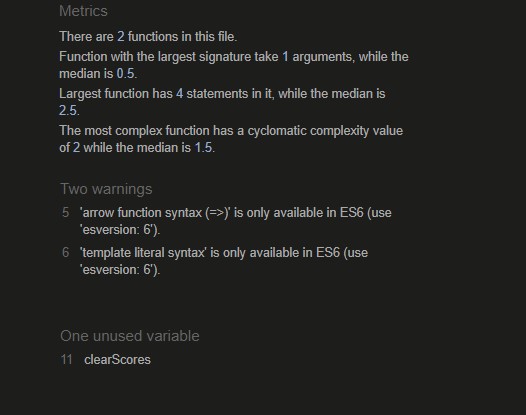 Metrics
There are 2 functions in this file.
Function with the largest signature take 1 arguments, while the
median is 0.5.
Largest function has 4 statements in it, while the median is
2.5.
The most complex function has a cyclomatic complexity value
of 2 while the median is 1.5.
Two warnings
5 'arrow function syntax (=>)' is only available in ES6 (use
'esversion: 6').
6 'template literal syntax' is only available in ES6 (use
'esversion: 6').
One unused variable
11 clearScores